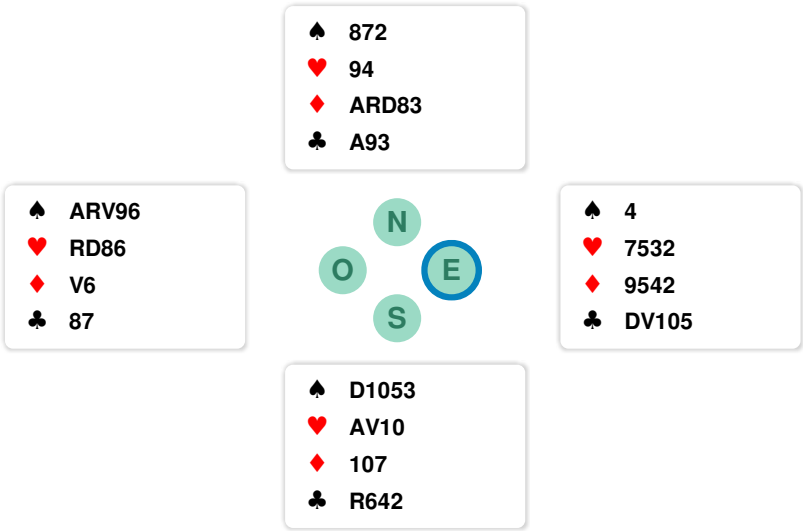 ♠ 872
♥ 94
♦ ARD83
♣ A93
♠ ARV96
♥ RD86
♦ V6
♣ 87
N
O E
S
♠ 4
♥ 7532
♦ 9542
♣ DV105
♠ D1053
♥ AV10
♦ 107
♣ R642